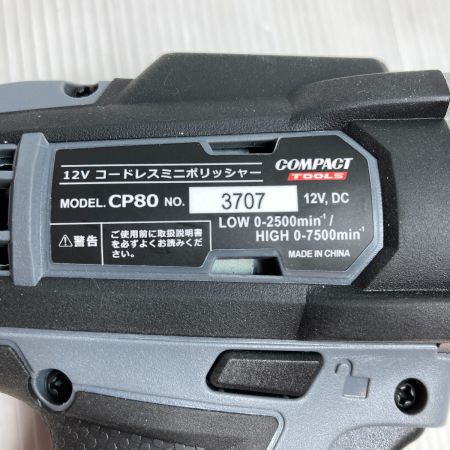 12V コードレスミニポリッシャー
COMPACT
TOOLS
MODEL. CP80 NO. 3707 12V, DC
LOW 0-2500min⁻¹/
HIGH 0-7500min⁻¹
⚠警告
ご使用前に取扱説明書
を必ずよくお読みくだ
さい。
MADE IN CHINA